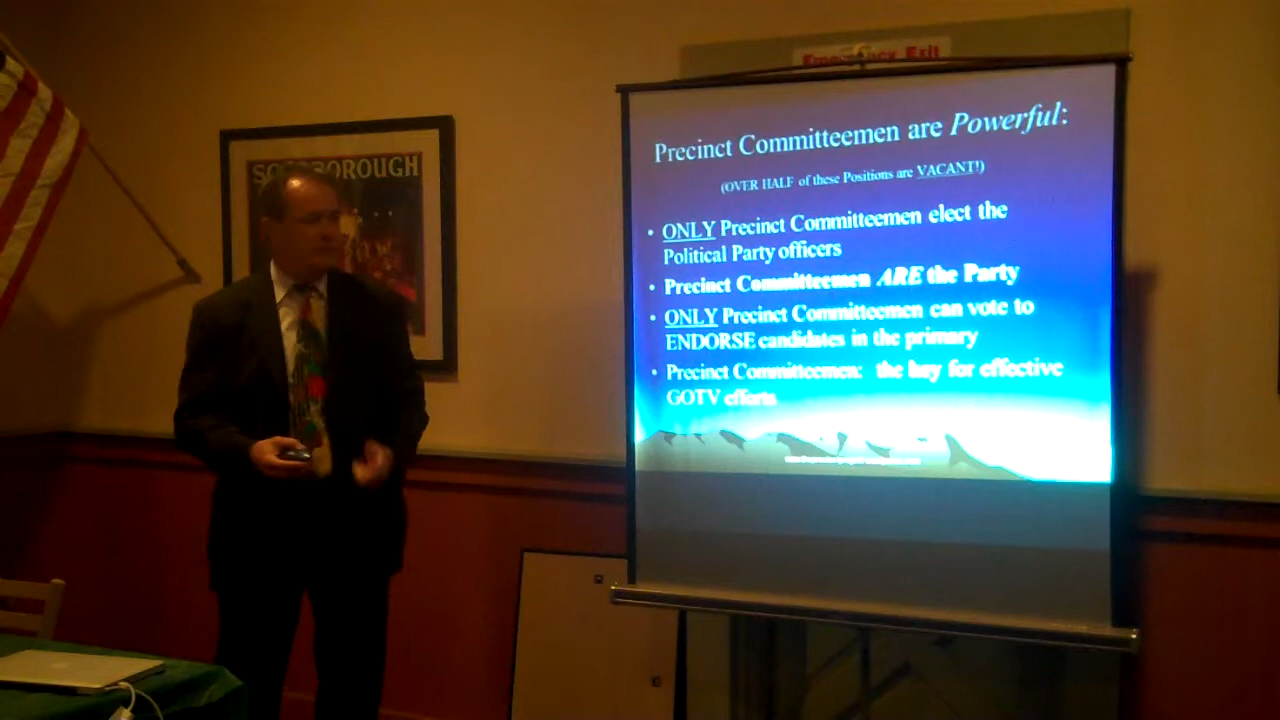 Emergency Exit
SCARBOROUGH
Precinct Committeemen are Powerful:
(OVER HALF of these Positions are VACANT!)
• ONLY Precinct Committeemen elect the
Political Party officers
• Precinct Committeemen ARE the Party
• ONLY Precinct Committeemen can vote to
ENDORSE candidates in the primary
• Precinct Committeemen: the key for effective
GOTV efforts